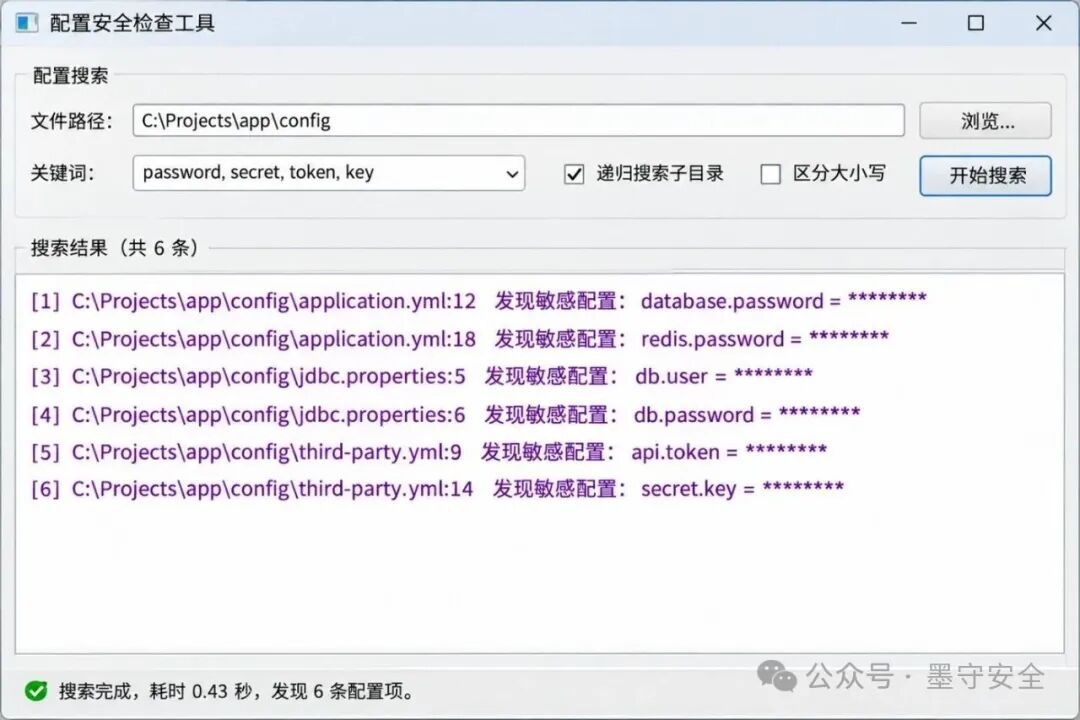 配置安全检查工具
配置搜索
文件路径： C:\Projects\app\config 浏览...
关键词： password, secret, token, key 递归搜索子目录 区分大小写 开始搜索
搜索结果（共 6 条）
[1] C:\Projects\app\config\application.yml:12 发现敏感配置： database.password = ********
[2] C:\Projects\app\config\application.yml:18 发现敏感配置： redis.password = ********
[3] C:\Projects\app\config\jdbc.properties:5 发现敏感配置： db.user = ********
[4] C:\Projects\app\config\jdbc.properties:6 发现敏感配置： db.password = ********
[5] C:\Projects\app\config\third-party.yml:9 发现敏感配置： api.token = ********
[6] C:\Projects\app\config\third-party.yml:14 发现敏感配置： secret.key = ********
搜索完成，耗时 0.43 秒，发现 6 条配置项。
公众号 · 墨守安全